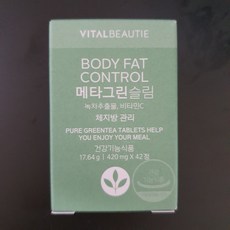 VITALBEAUTIE
BODY FAT
CONTROL
메타그린슬림
녹차추출물, 비타민C
체지방 관리
PURE GREENTEA TABLETS HELP
YOU ENJOY YOUR MEAL
건강기능식품
17.64 g | 420 mg X 42정